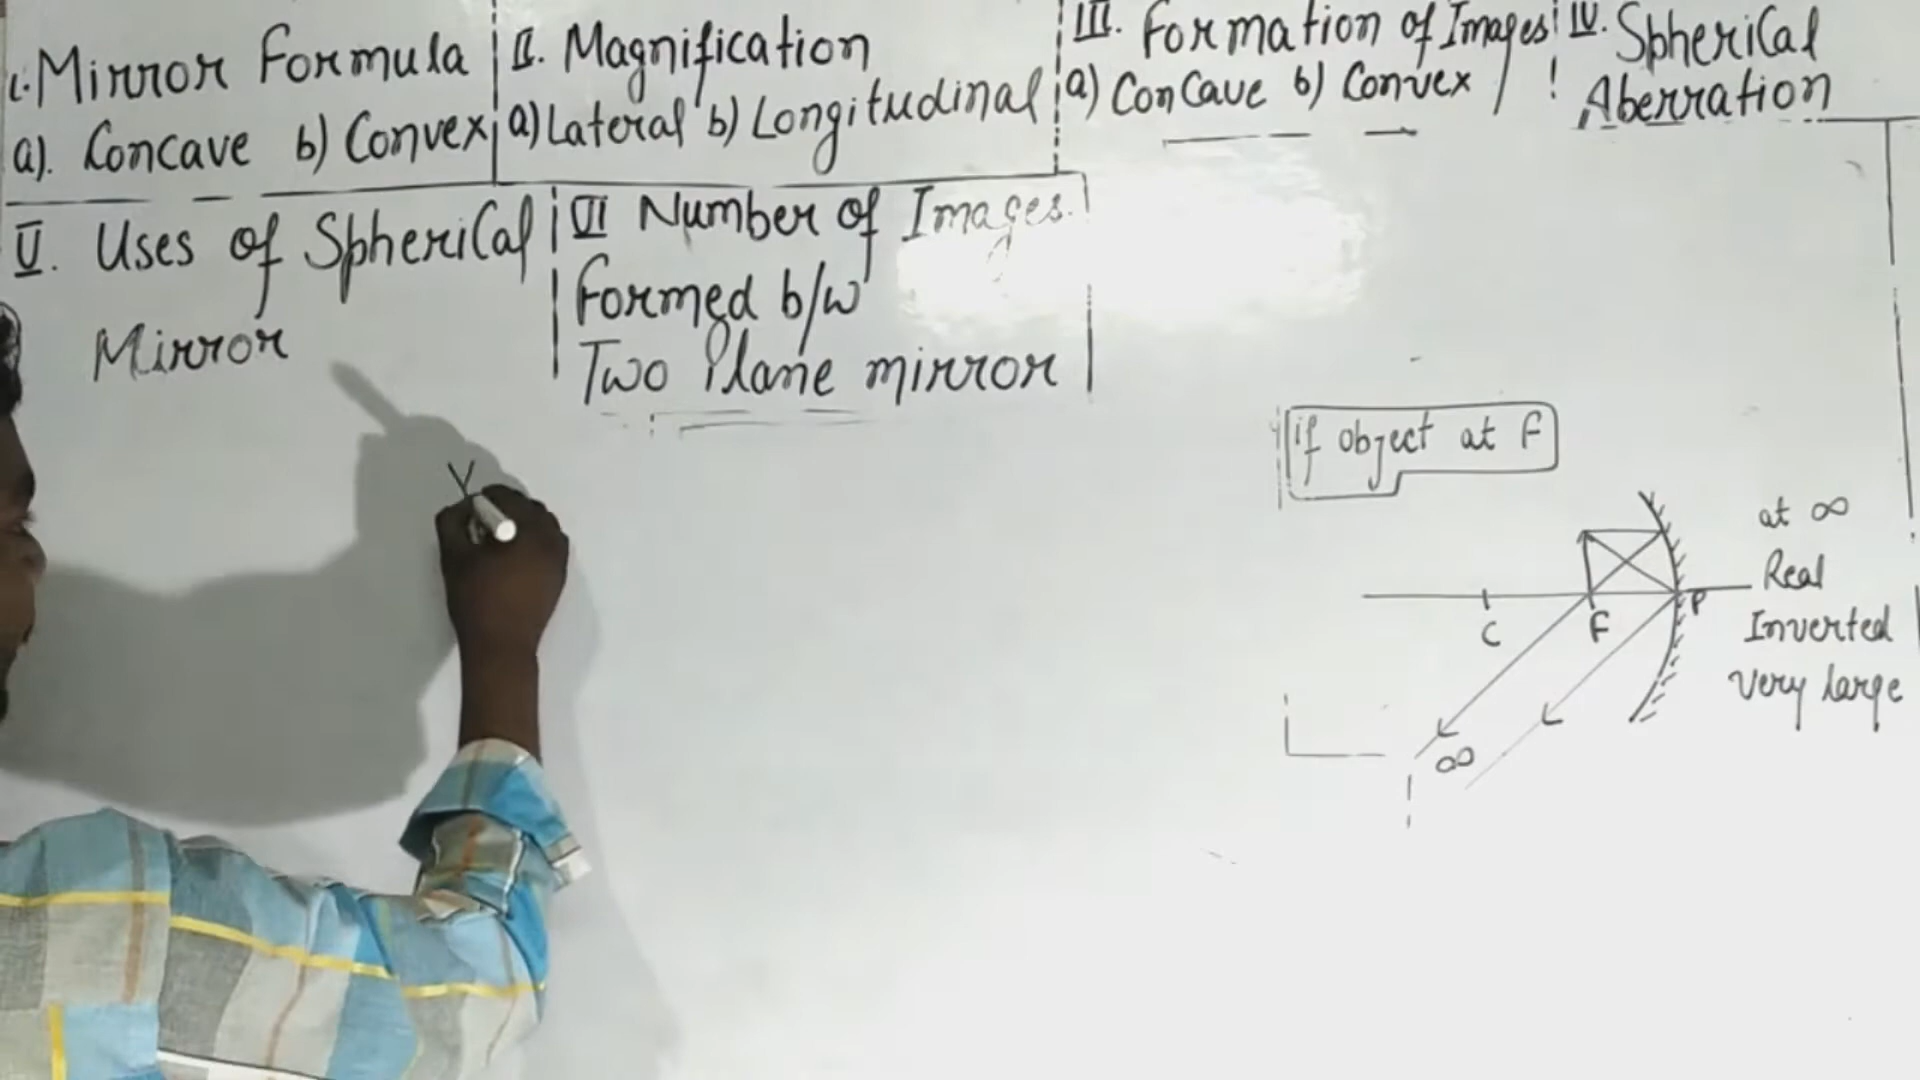 i. Mirror Formula
a). Concave b) Convex
II. Magnification
a) Lateral b) Longitudinal
III. Formation of Images
a) Concave b) Convex
IV. Spherical
Aberration
V. Uses of Spherical
Mirror
VI Number of Images.
Formed b/w
Two Plane mirror
if object at F
at ∞
Real
Inverted
Very large
C
F
P
∞